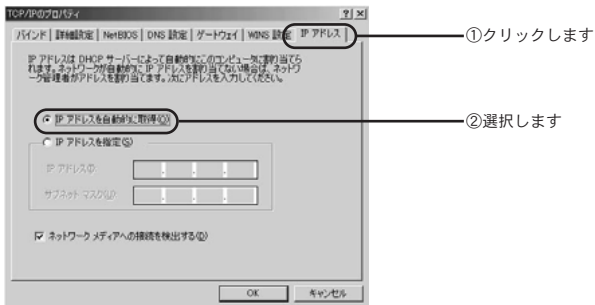 TCP/IPのプロパティ
バインド 詳細設定 NetBIOS DNS 設定 ゲートウェイ WINS 設定 IP アドレス
①クリックします
IP アドレスは DHCP サーバーによって自動的にこのコンピュータに割り当てら
れます。ネットワークが自動的に IP アドレスを割り当てない場合は、ネットワ
ーク管理者がアドレスを割り当てます。次にアドレスを入力してください。
IP アドレスを自動的に取得(O)
②選択します
IP アドレスを指定(S)
IP アドレス(I):
サブネット マスク(U):
ネットワーク メディアへの接続を検出する(D)
OK キャンセル